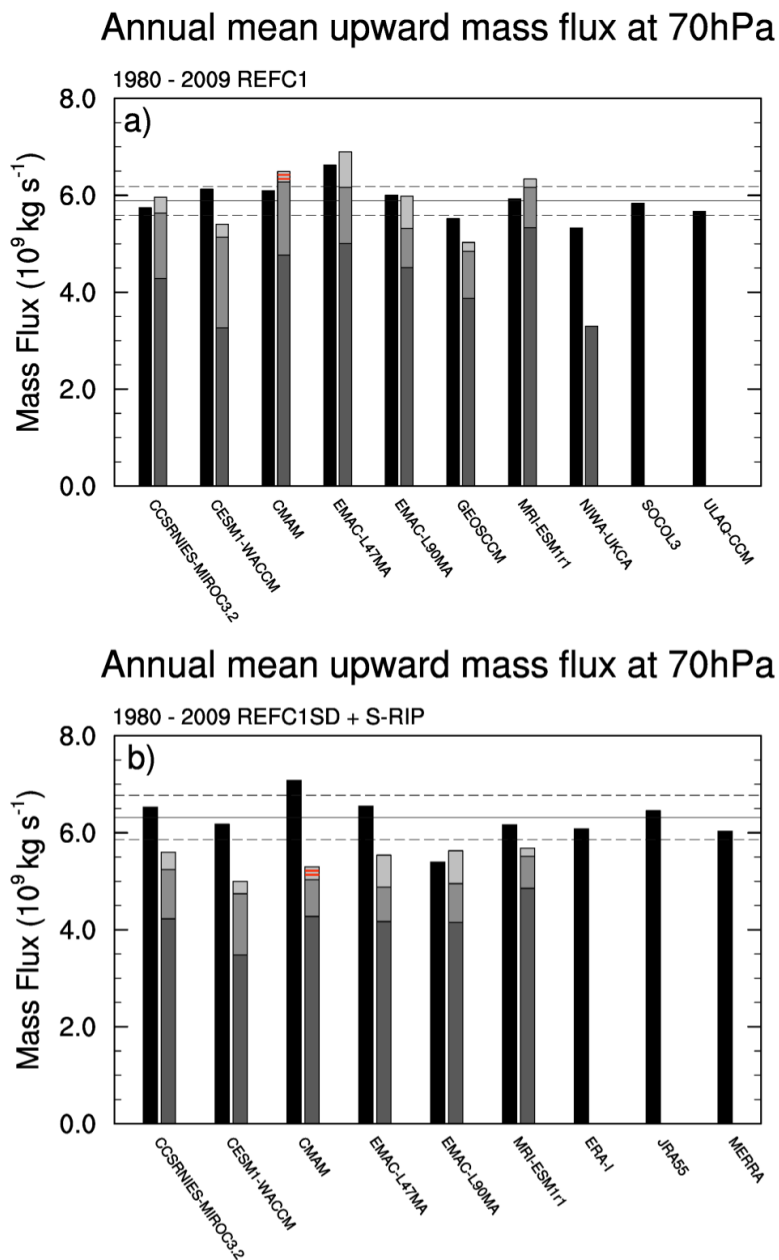 Annual mean upward mass flux at 70hPa
1980 - 2009 REFC1
a)
8.0
6.0
4.0
2.0
0.0
Mass Flux (10⁹ kg s⁻¹)
CCSRNIES-MIROC3.2
CESM1-WACCM
CMAM
EMAC-L47MA
EMAC-L90MA
GEOSCCM
MRI-ESM1r1
NIWA-UKCA
SOCOL3
ULAQ-CCM
Annual mean upward mass flux at 70hPa
1980 - 2009 REFC1SD + S-RIP
b)
8.0
6.0
4.0
2.0
0.0
Mass Flux (10⁹ kg s⁻¹)
CCSRNIES-MIROC3.2
CESM1-WACCM
CMAM
EMAC-L47MA
EMAC-L90MA
MRI-ESM1r1
ERA-I
JRA55
MERRA